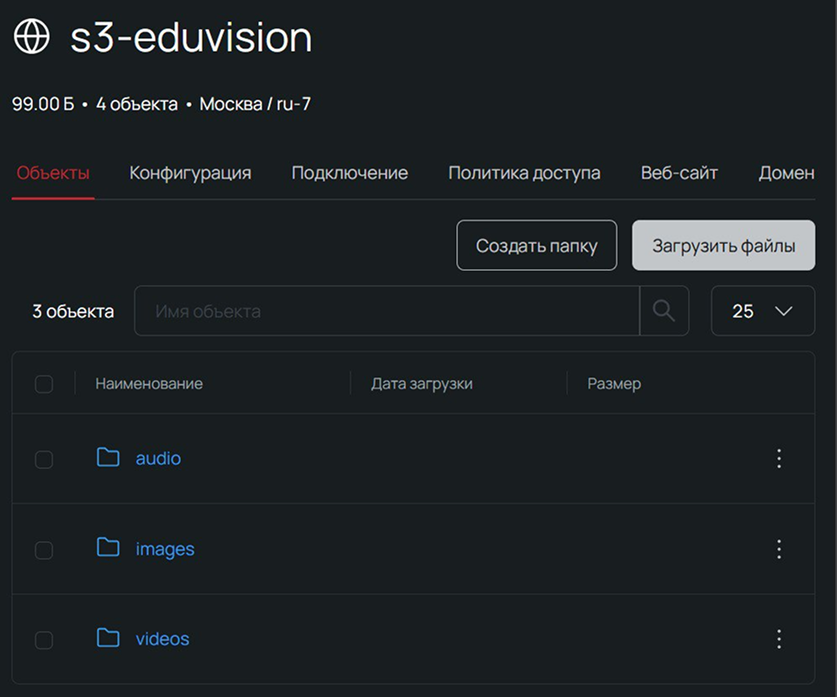 s3-eduvision
99.00 Б • 4 объекта • Москва / ru-7
Объекты Конфигурация Подключение Политика доступа Веб-сайт Домен
Создать папку Загрузить файлы
3 объекта Имя объекта 25
Наименование Дата загрузки Размер
audio
images
videos